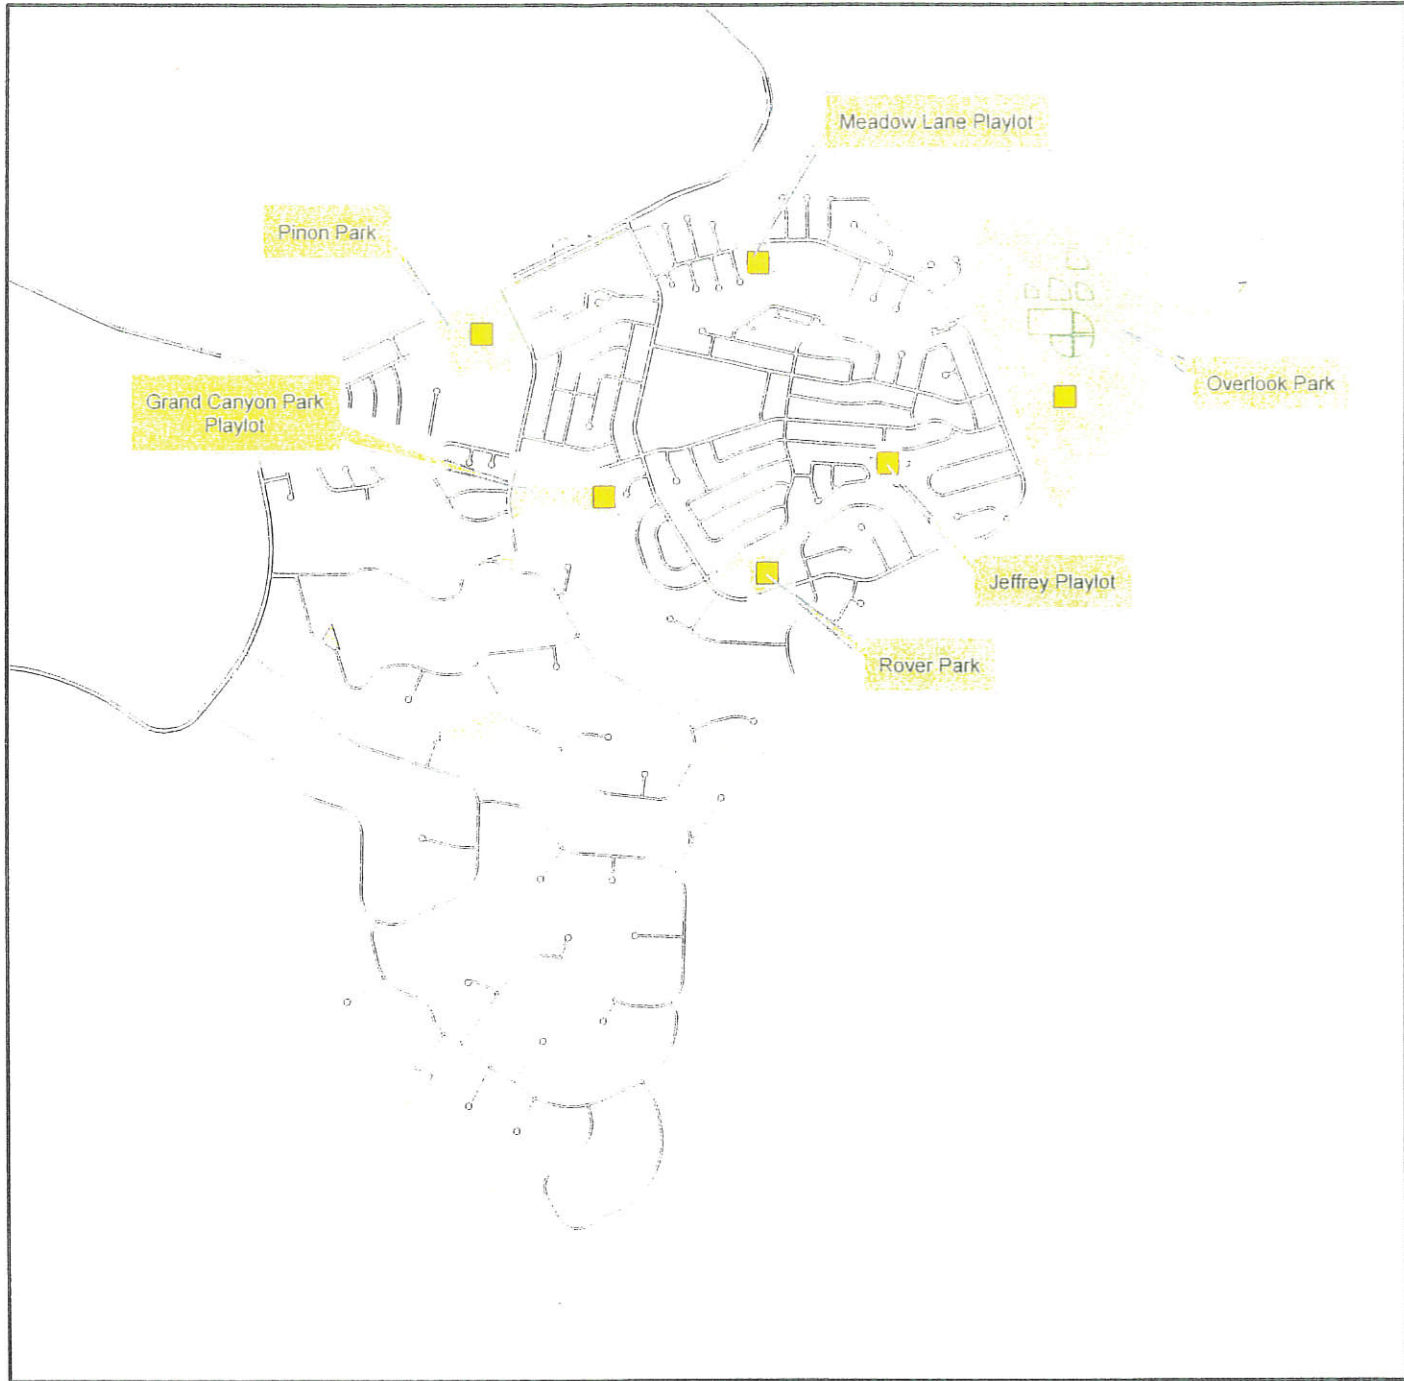 Meadow Lane Playlot
Pinon Park
Overlook Park
Grand Canyon Park
Playlot
Jeffrey Playlot
Rover Park